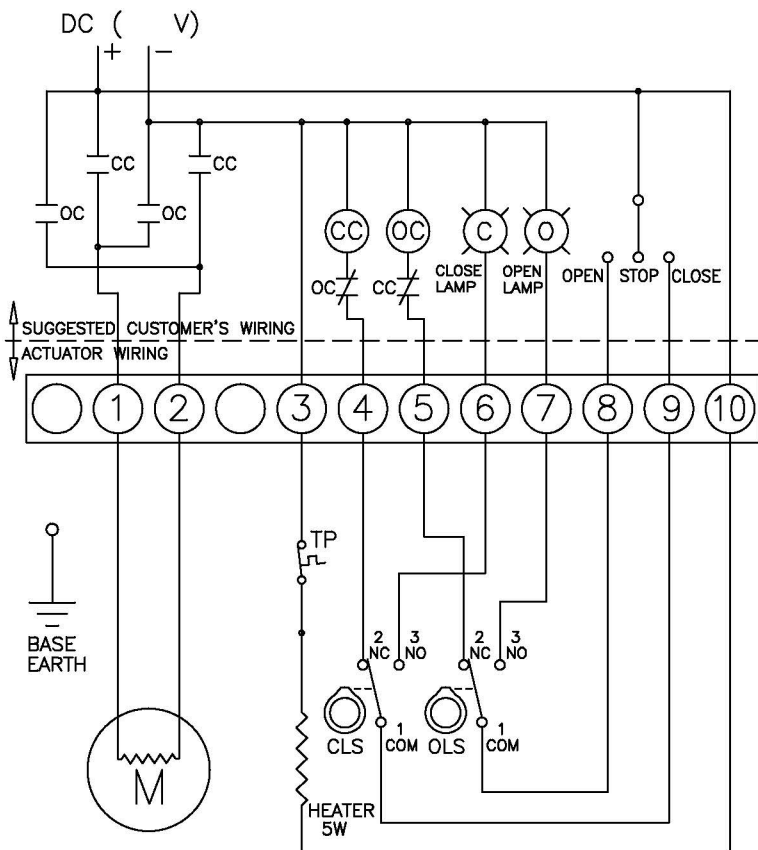 DC ( V)
+ −
CC CC
OC OC
CC OC C O
CLOSE LAMP
OPEN LAMP
OPEN STOP CLOSE
OC CC
SUGGESTED CUSTOMER'S WIRING
ACTUATOR WIRING
1 2 3 4 5 6 7 8 9 10
TP
BASE
EARTH
2 3 2 3
NC NO NC NO
1 1
CLS COM OLS COM
M
HEATER
5W